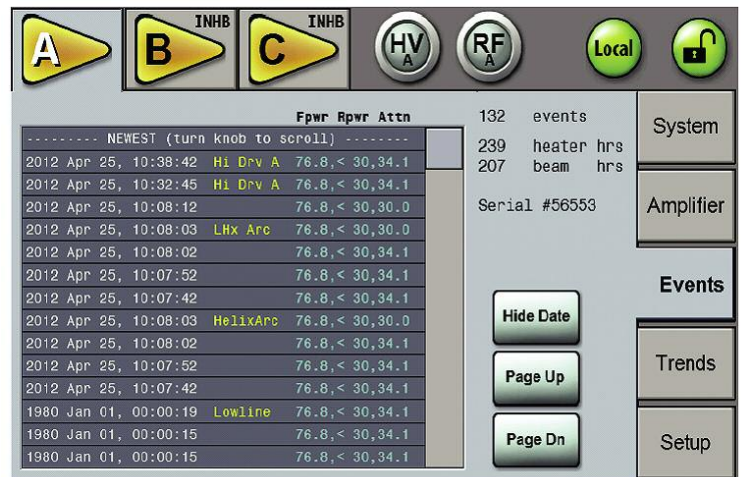 A
B
INHB
C
INHB
HV
A
RF
A
Local
Fpwr Rpwr Attn
--------- NEWEST (turn knob to scroll) --------
2012 Apr 25, 10:38:42 Hi Drv A 76.8,< 30,34.1
2012 Apr 25, 10:32:45 Hi Drv A 76.8,< 30,34.1
2012 Apr 25, 10:08:12 76.8,< 30,30.0
2012 Apr 25, 10:08:03 LHx Arc 76.8,< 30,30.0
2012 Apr 25, 10:08:02 76.8,< 30,34.1
2012 Apr 25, 10:07:52 76.8,< 30,34.1
2012 Apr 25, 10:07:42 76.8,< 30,34.1
2012 Apr 25, 10:08:03 HelixArc 76.8,< 30,30.0
2012 Apr 25, 10:08:02 76.8,< 30,34.1
2012 Apr 25, 10:07:52 76.8,< 30,34.1
2012 Apr 25, 10:07:42 76.8,< 30,34.1
1980 Jan 01, 00:00:19 Lowline 76.8,< 30,34.1
1980 Jan 01, 00:00:15 76.8,< 30,34.1
1980 Jan 01, 00:00:15 76.8,< 30,34.1
132 events
239 heater hrs
207 beam hrs
Serial #56553
Hide Date
Page Up
Page Dn
System
Amplifier
Events
Trends
Setup